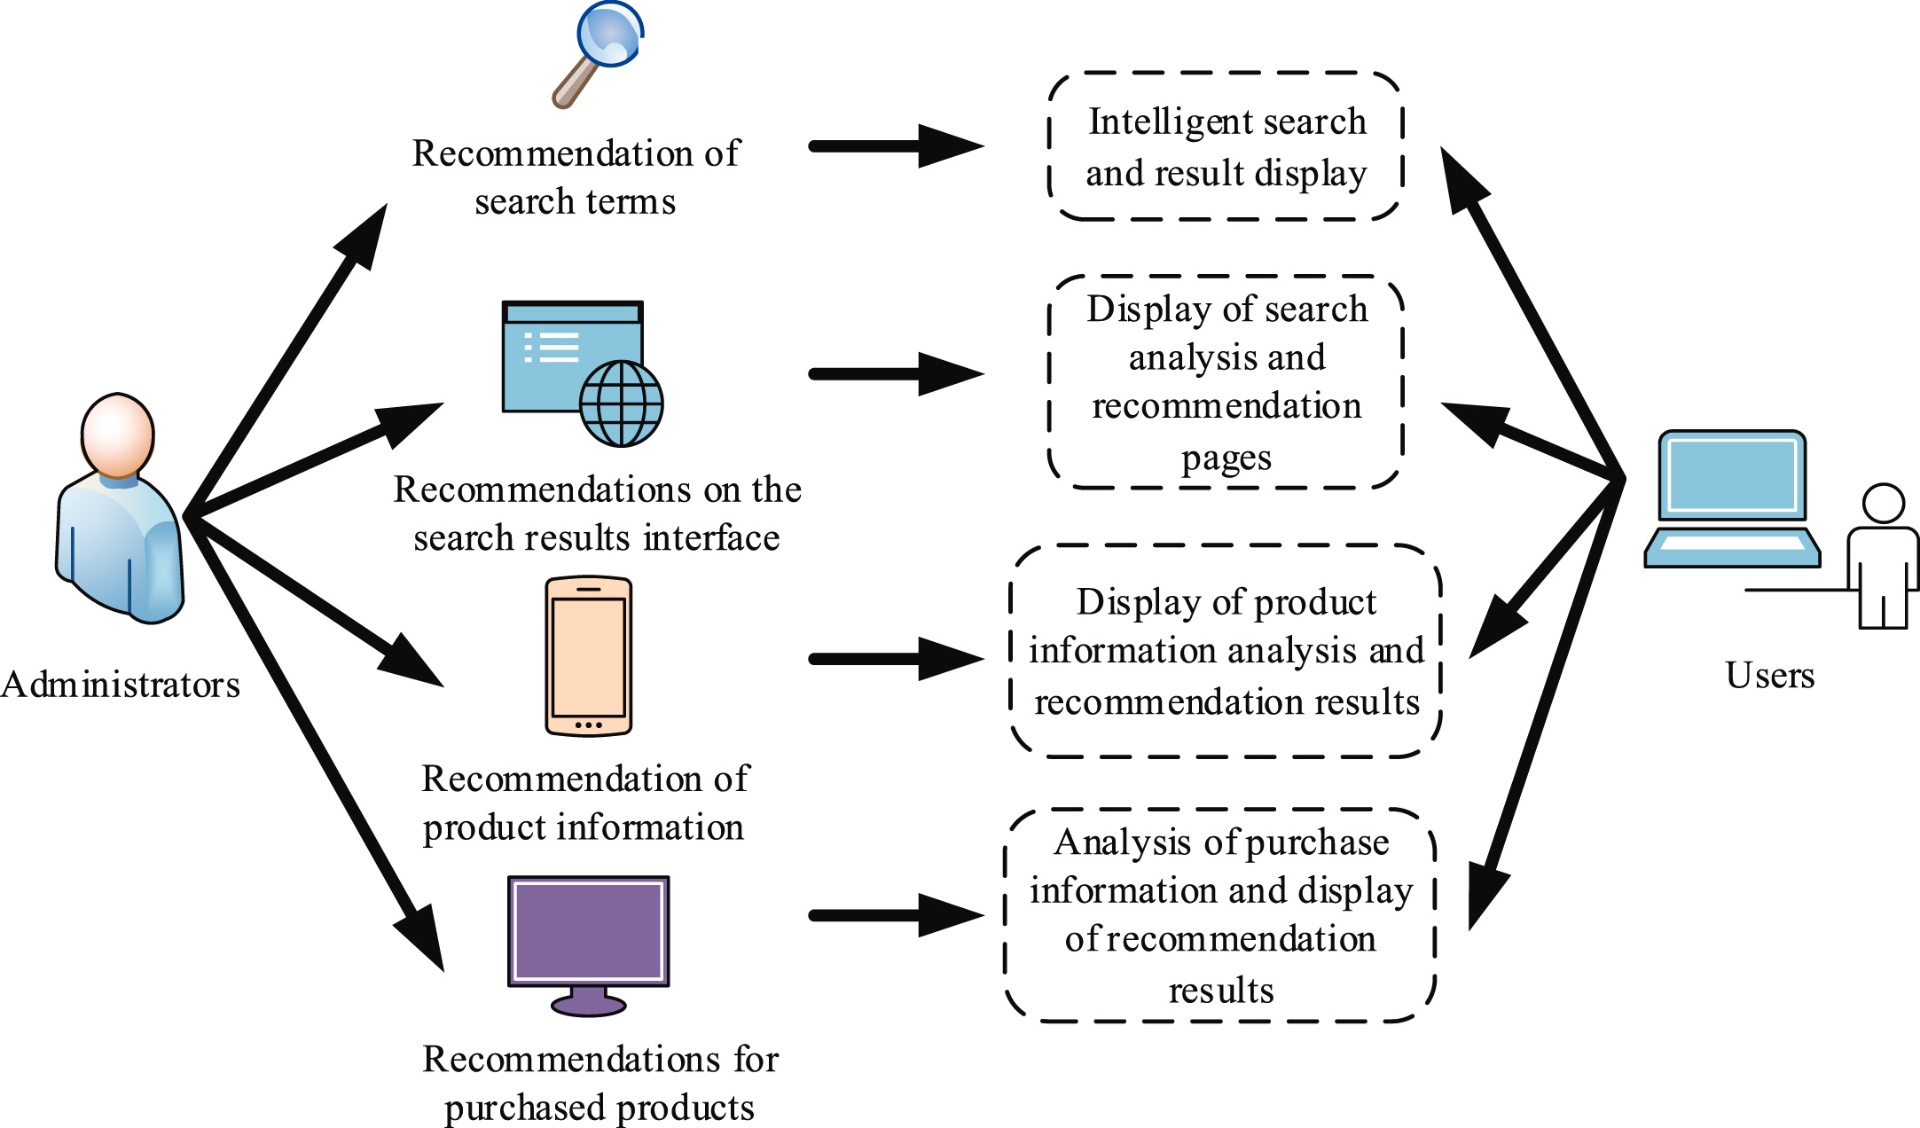 Recommendation of
search terms
Intelligent search
and result display
Recommendations on the
search results interface
Display of search
analysis and
recommendation
pages
Administrators
Recommendation of
product information
Display of product
information analysis and
recommendation results
Users
Recommendations for
purchased products
Analysis of purchase
information and display
of recommendation
results